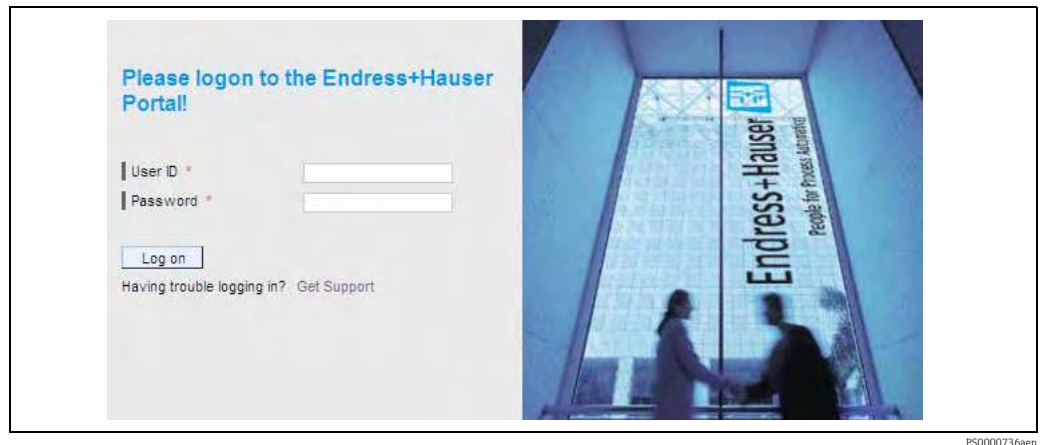 Please logon to the Endress+Hauser
Portal!
User ID *
Password *
Log on
Having trouble logging in? Get Support
Endress+Hauser
People for Process Automation
PS0000736aen